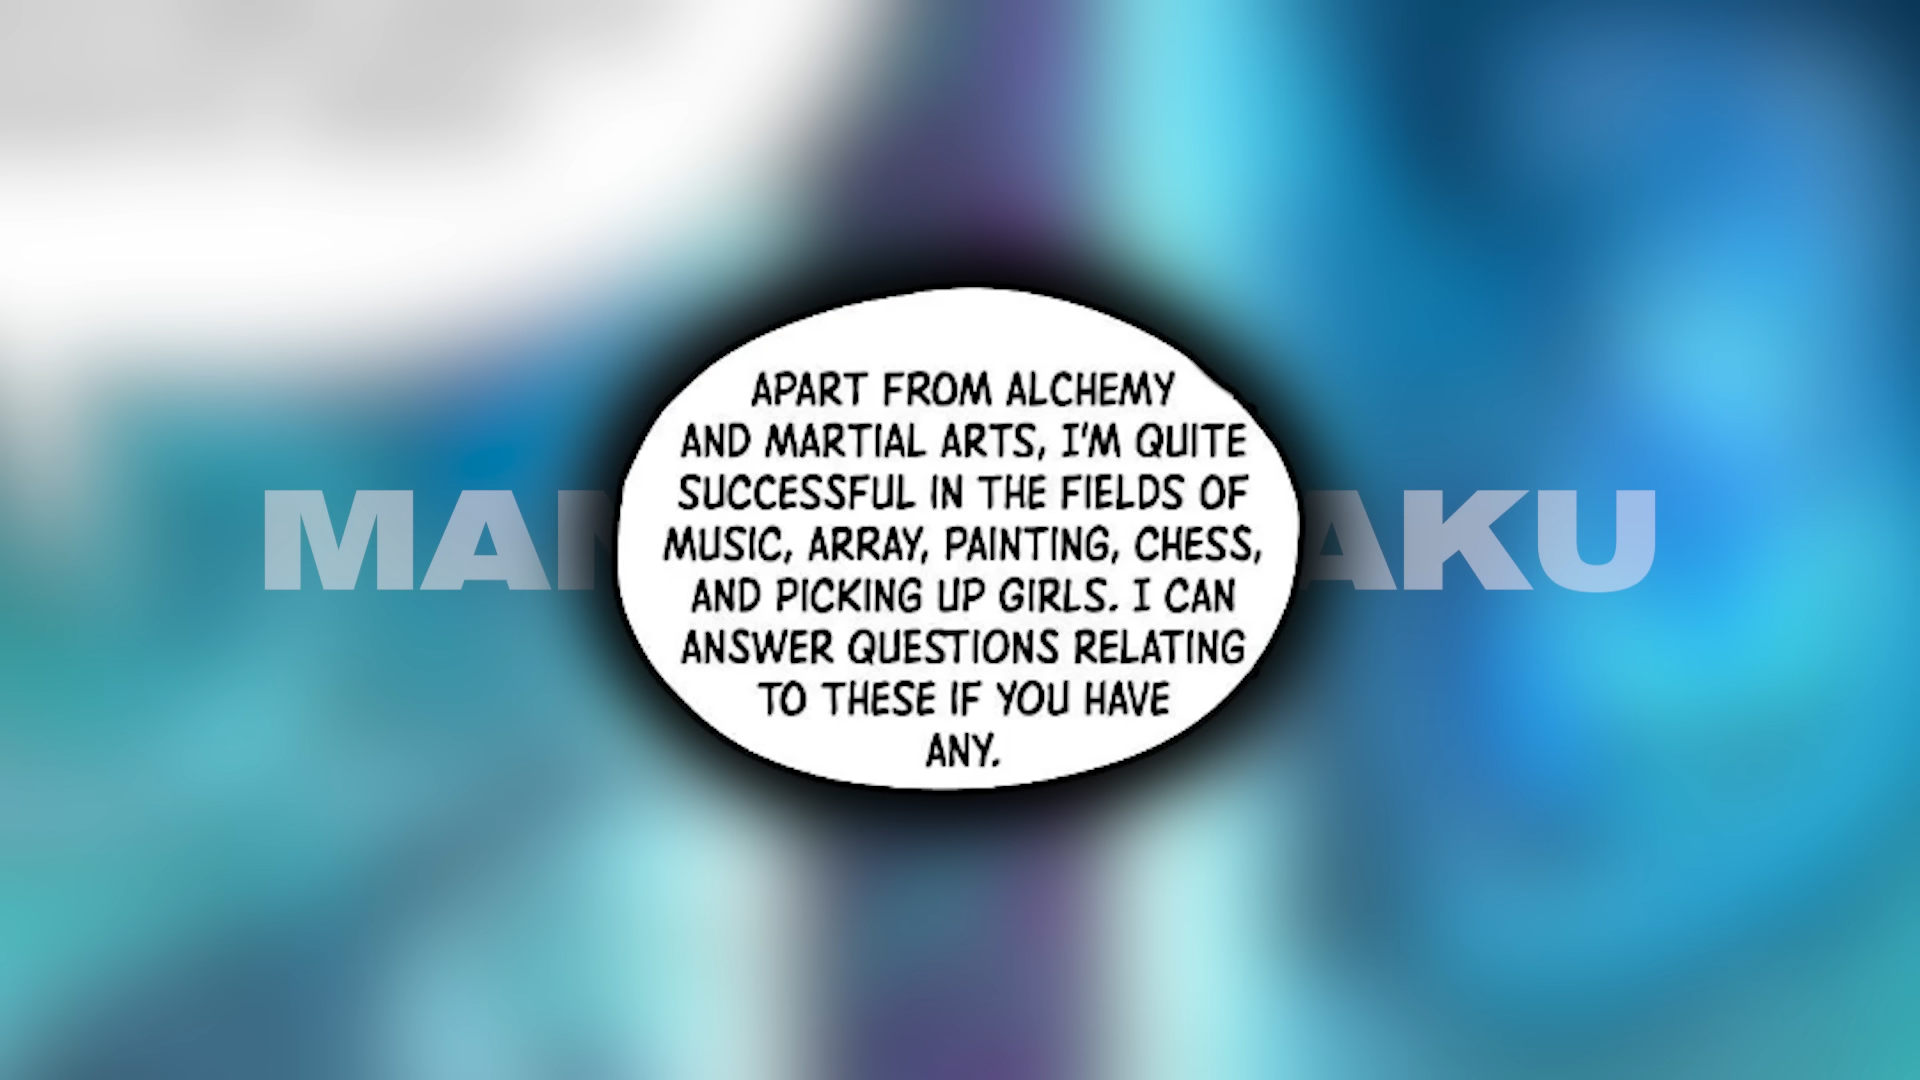 APART FROM ALCHEMY
AND MARTIAL ARTS, I'M QUITE
SUCCESSFUL IN THE FIELDS OF
MUSIC, ARRAY, PAINTING, CHESS,
AND PICKING UP GIRLS. I CAN
ANSWER QUESTIONS RELATING
TO THESE IF YOU HAVE
ANY.